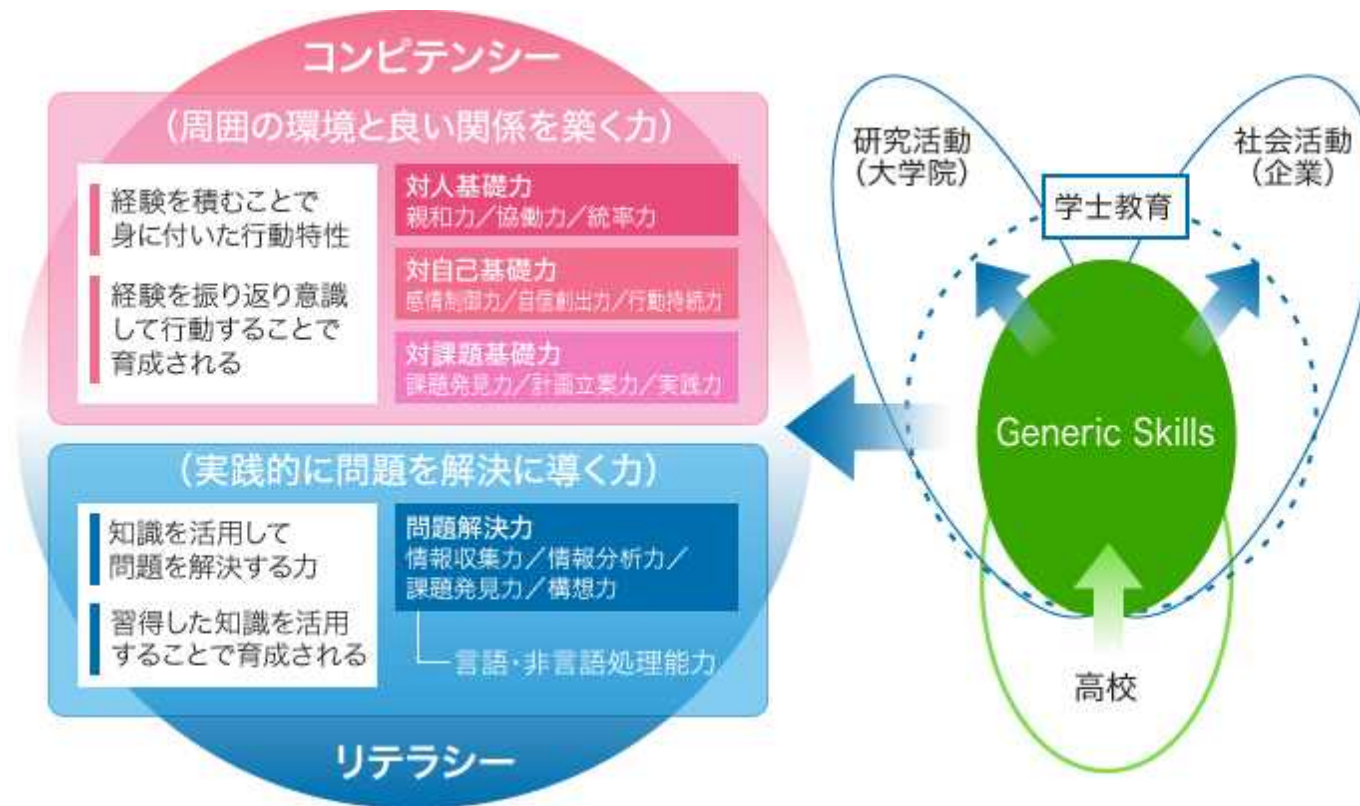 コンピテンシー
（周囲の環境と良い関係を築く力）
経験を積むことで
身に付いた行動特性
経験を振り返り意識
して行動することで
育成される
対人基礎力
親和力／協働力／統率力
対自己基礎力
感情制御力／自信創出力／行動持続力
対課題基礎力
課題発見力／計画立案力／実践力
（実践的に問題を解決に導く力）
知識を活用して
問題を解決する力
習得した知識を活用
することで育成される
問題解決力
情報収集力／情報分析力／
課題発見力／構想力
言語・非言語処理能力
リテラシー
研究活動
（大学院）
社会活動
（企業）
学士教育
Generic Skills
高校